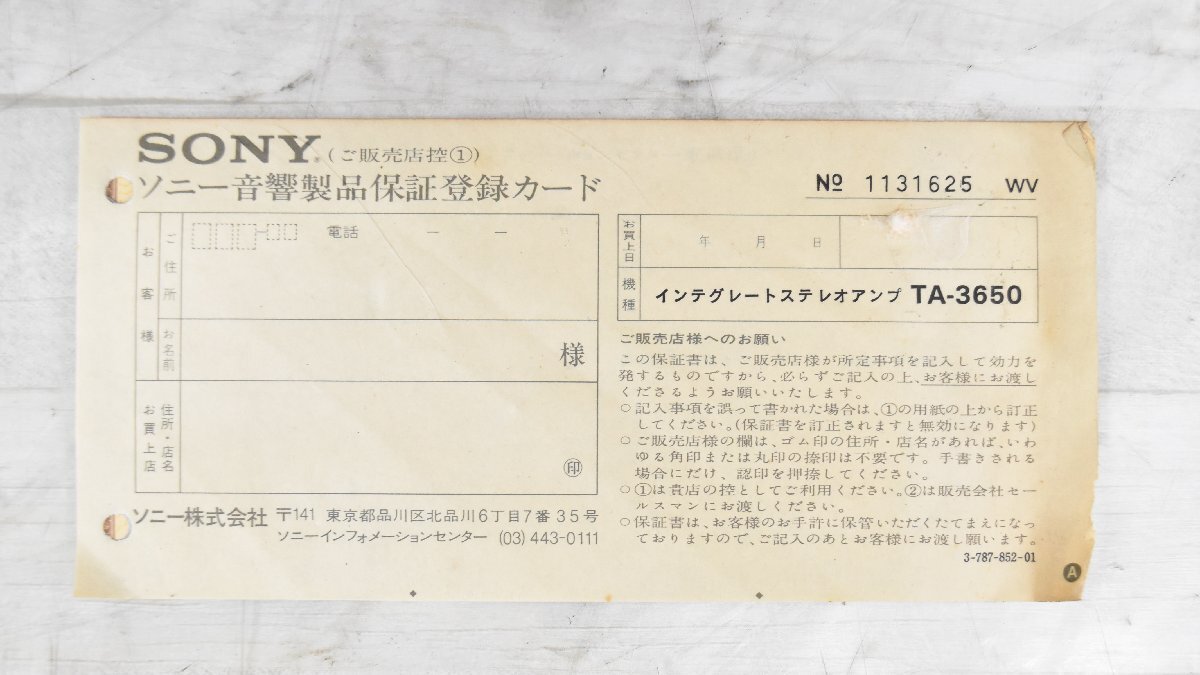 SONY (ご販売店控①)
ソニー音響製品保証登録カード
№ 1131625 WV
お客様
ご住所
電話 — —
お名前
様
お買上店
住所・店名
㊞
お買上日
年 月 日
機種
インテグレートステレオアンプ TA-3650
ご販売店様へのお願い
この保証書は、ご販売店様が所定事項を記入して効力を
発するものですから、必らずご記入の上、お客様にお渡し
くださるようお願いいたします。
○記入事項を誤って書かれた場合は、①の用紙の上から訂正
してください。(保証書を訂正されますと無効になります)
○ご販売店様の欄は、ゴム印の住所・店名があれば、いわ
ゆる角印または丸印の捺印は不要です。手書きされる
場合にだけ、認印を押捺してください。
○①は貴店の控としてご利用ください。②は販売会社セー
ルスマンにお渡しください。
○保証書は、お客様のお手許に保管いただくたてまえになっ
ておりますので、ご記入のあとお客様にお渡し願います。
3-787-852-01
A
ソニー株式会社 〒141 東京都品川区北品川6丁目7番35号
ソニーインフォメーションセンター (03)443-0111